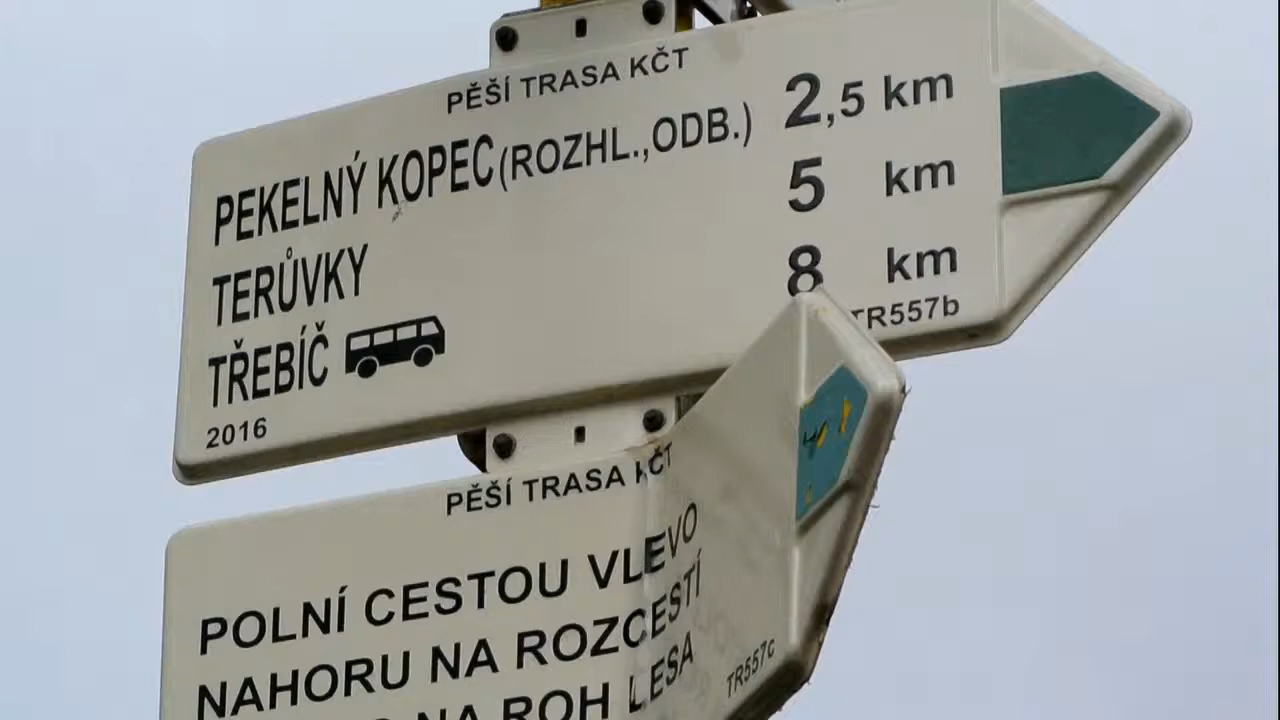 PĚŠÍ TRASA KČT
PEKELNÝ KOPEC (ROZHL.,ODB.) 2,5 km
TERŮVKY 5 km
TŘEBÍČ 8 km
TR557b
2016
PĚŠÍ TRASA KČT
POLNÍ CESTOU VLEVO
NAHORU NA ROZCESTÍ
NA ROH LESA
TR557c